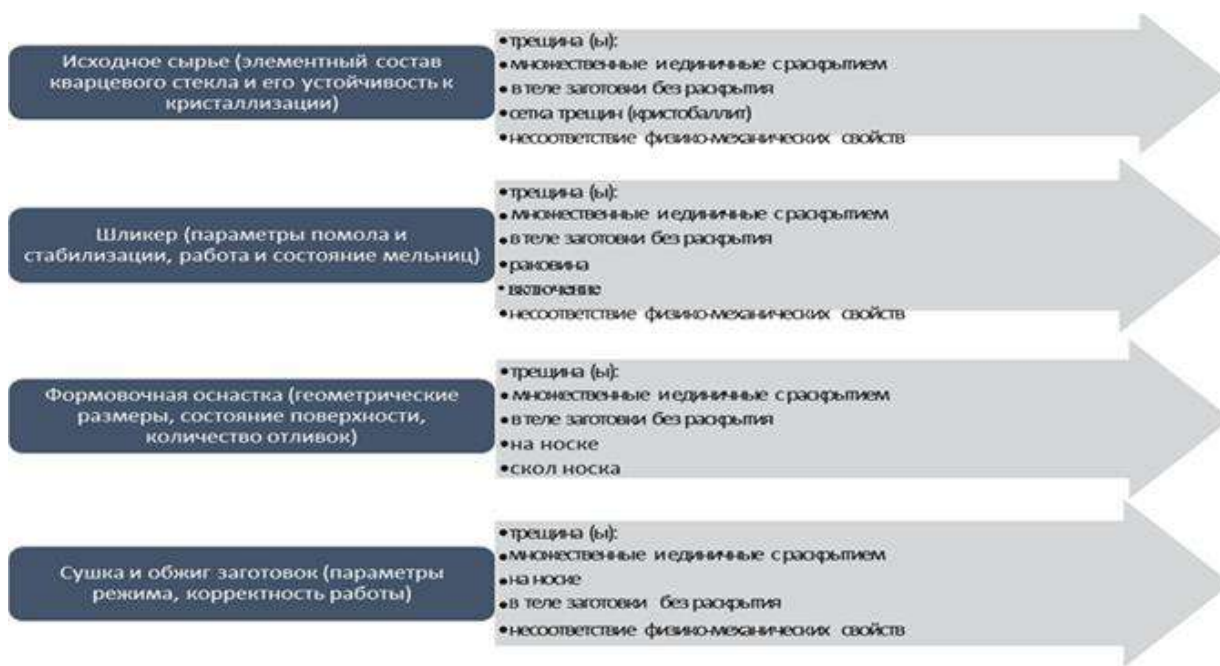 Исходное сырье (элементный состав
кварцевого стекла и его устойчивость к
кристаллизации)
•трещина (ы):
•множественные и единичные с раскрытием
•в теле заготовки без раскрытия
•сетка трещин (кристобаллит)
•несоответствие физико-механических свойств
Шликер (параметры помола и
стабилизации, работа и состояние мельниц)
•трещина (ы):
•множественные и единичные с раскрытием
•в теле заготовки без раскрытия
•раковина
•включение
•несоответствие физико-механических свойств
Формовочная оснастка (геометрические
размеры, состояние поверхности,
количество отливок)
•трещина (ы):
•множественные и единичные с раскрытием
•в теле заготовки без раскрытия
•на носке
•скол носка
Сушка и обжиг заготовок (параметры
режима, корректность работы)
•трещина (ы):
•множественные и единичные с раскрытием
•на носке
•в теле заготовки без раскрытия
•несоответствие физико-механических свойств